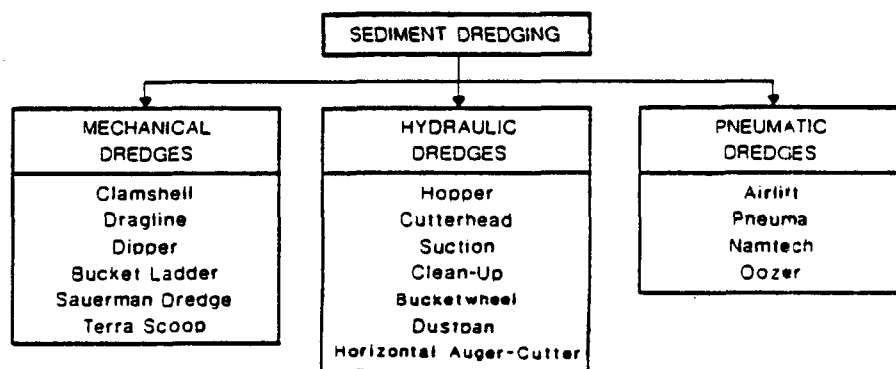 SEDIMENT DREDGING
MECHANICAL
DREDGES
Clamshell
Dragline
Dipper
Bucket Ladder
Sauerman Dredge
Terra Scoop
HYDRAULIC
DREDGES
Hopper
Cutterhead
Suction
Clean-Up
Bucketwheel
Dustpan
Horizontal Auger-Cutter
PNEUMATIC
DREDGES
Airlift
Pneuma
Namtech
Oozer